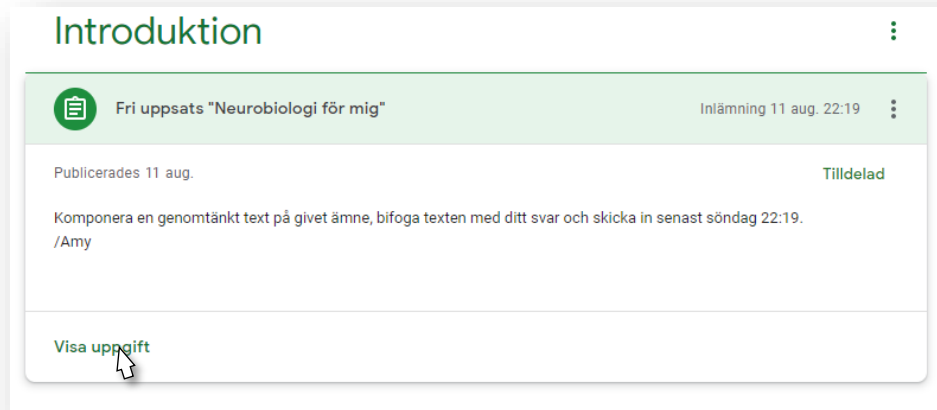 Introduktion
Fri uppsats "Neurobiologi för mig"
Inlämning 11 aug. 22:19
Publicerades 11 aug.
Tilldelad
Komponera en genomtänkt text på givet ämne, bifoga texten med ditt svar och skicka in senast söndag 22:19.
/Amy
Visa uppgift